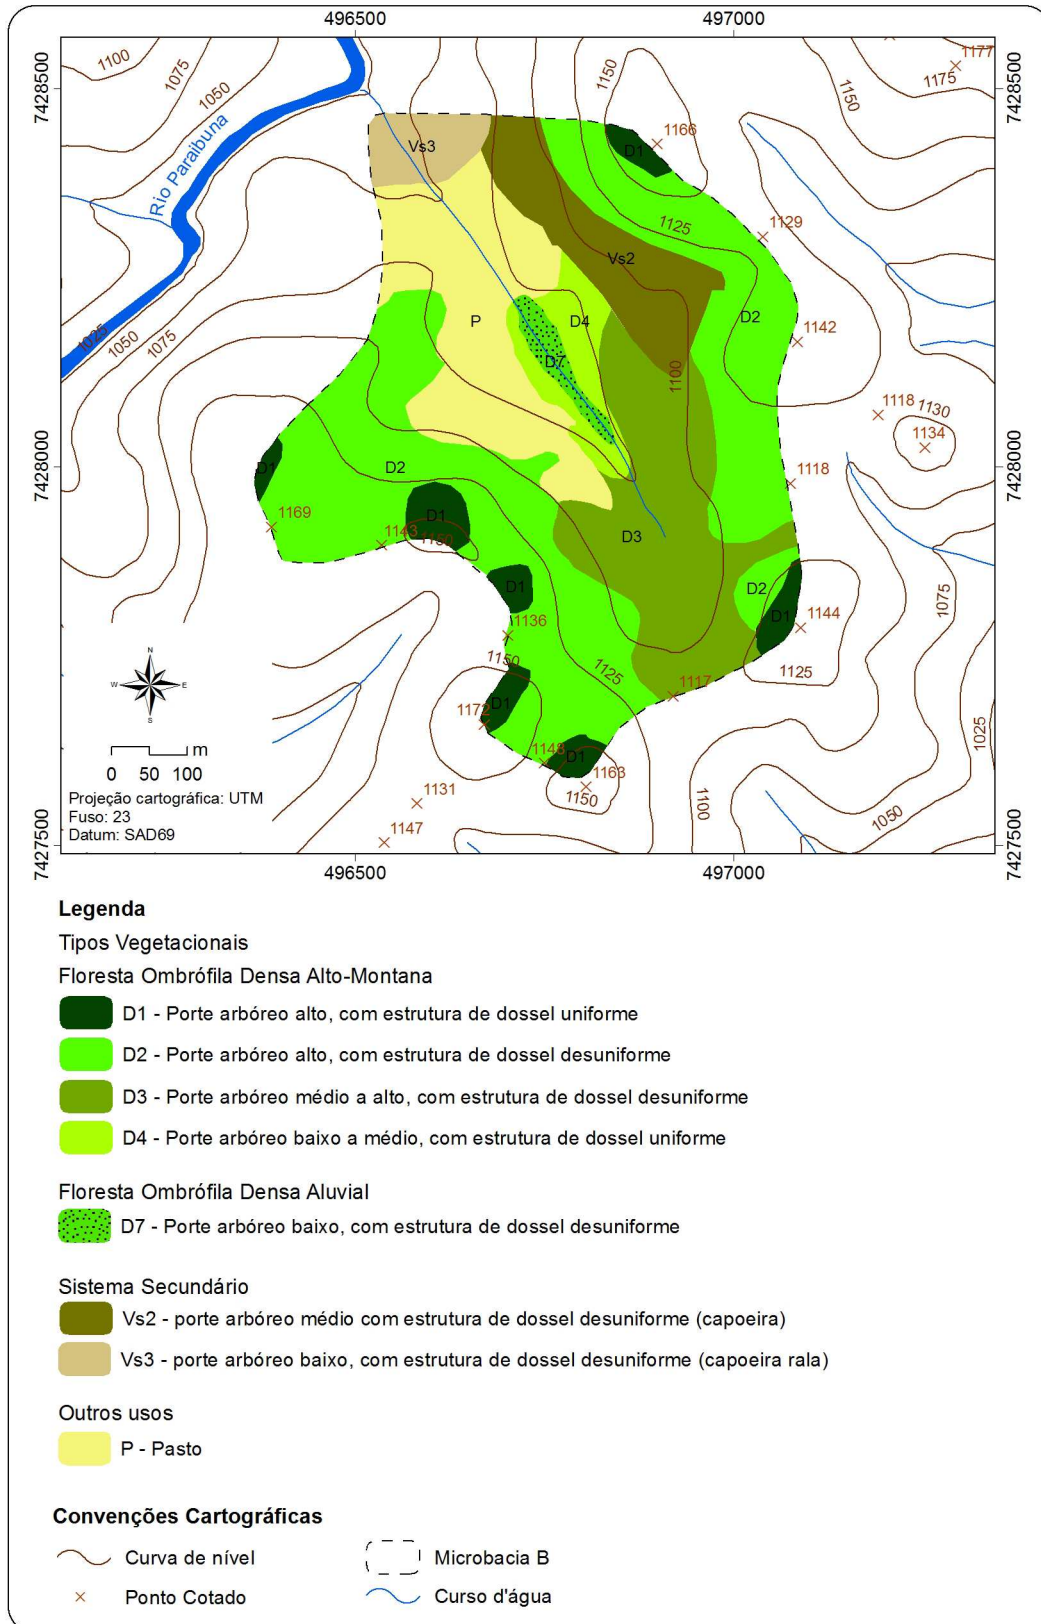 496500
497000
7428500
7428500
1100
1075
1050
Rio Paraibuna
1150
1177
1175
1150
D1
1166
Vs3
1125
1129
Vs2
P
D4
D2
1142
1025
1050
1075
D7
1100
1118
1130
1134
7428000
7428000
D1
D2
1118
1169
D1
1143
1150
D3
D1
D2
D1
1144
1075
1136
1150
1125
1125
N
W
E
S
D1
1172
1117
1025
1148
D1
1163
1150
1131
1100
1050
1147
m
0 50 100
Projeção cartográfica: UTM
Fuso: 23
Datum: SAD69
7427500
7427500
496500
497000
Legenda
Tipos Vegetacionais
Floresta Ombrófila Densa Alto-Montana
D1 - Porte arbóreo alto, com estrutura de dossel uniforme
D2 - Porte arbóreo alto, com estrutura de dossel desuniforme
D3 - Porte arbóreo médio a alto, com estrutura de dossel desuniforme
D4 - Porte arbóreo baixo a médio, com estrutura de dossel uniforme
Floresta Ombrófila Densa Aluvial
D7 - Porte arbóreo baixo, com estrutura de dossel desuniforme
Sistema Secundário
Vs2 - porte arbóreo médio com estrutura de dossel desuniforme (capoeira)
Vs3 - porte arbóreo baixo, com estrutura de dossel desuniforme (capoeira rala)
Outros usos
P - Pasto
Convenções Cartográficas
Curva de nível
Microbacia B
Ponto Cotado
Curso d'água